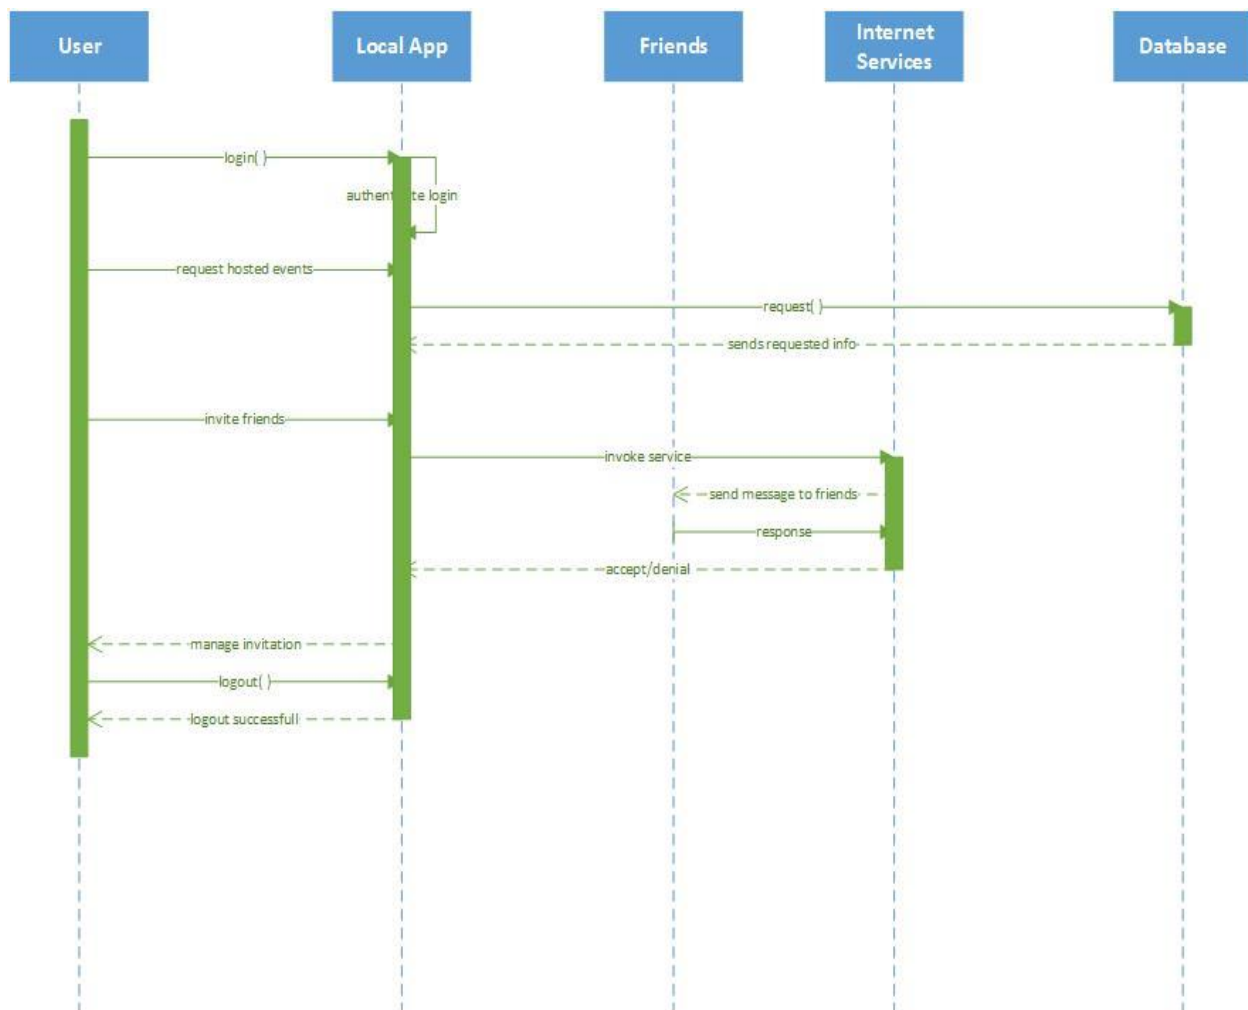 User
Local App
Friends
Internet
Services
Database
login( )
authenticate login
request hosted events
request( )
sends requested info
invite friends
invoke service
send message to friends
response
accept/denial
manage invitation
logout( )
logout successfull